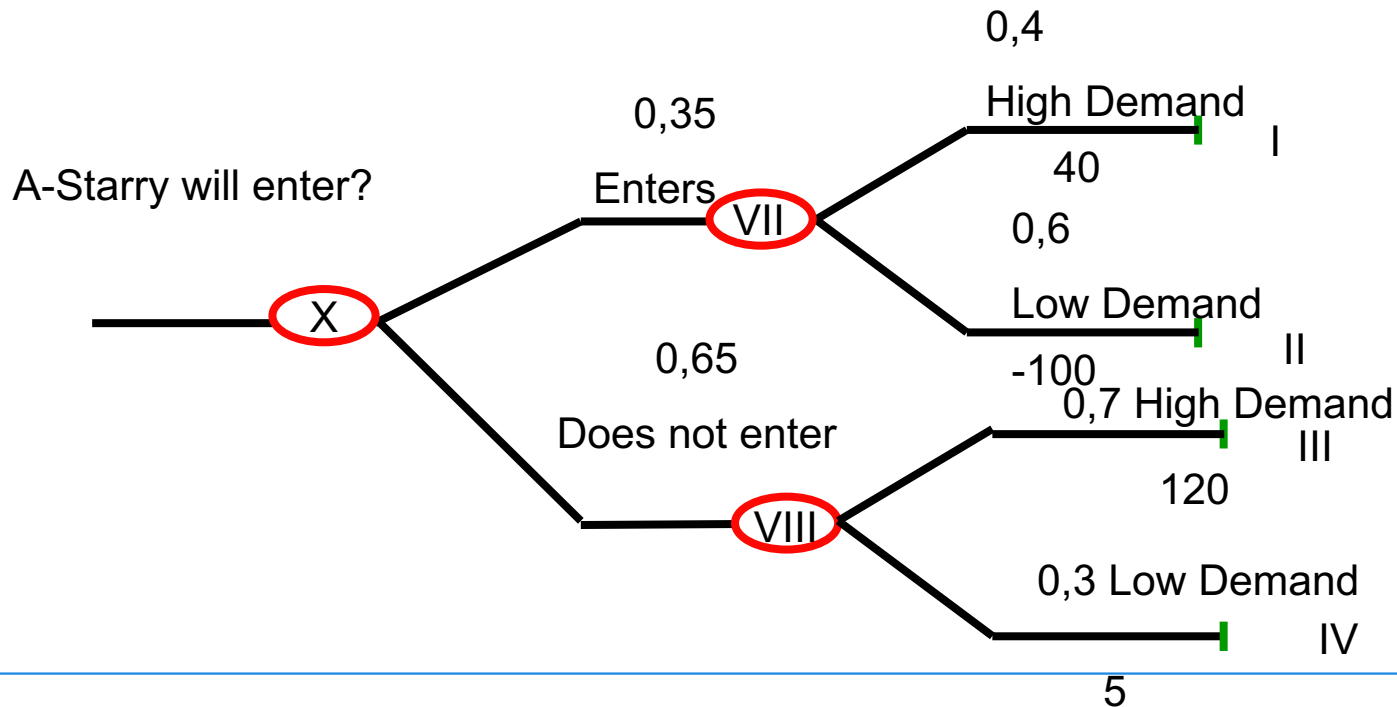 0,4
High Demand
I
40
0,35
A-Starry will enter?
Enters
VII
0,6
Low Demand
II
-100
X
0,65
Does not enter
0,7 High Demand
III
120
VIII
0,3 Low Demand
IV
5